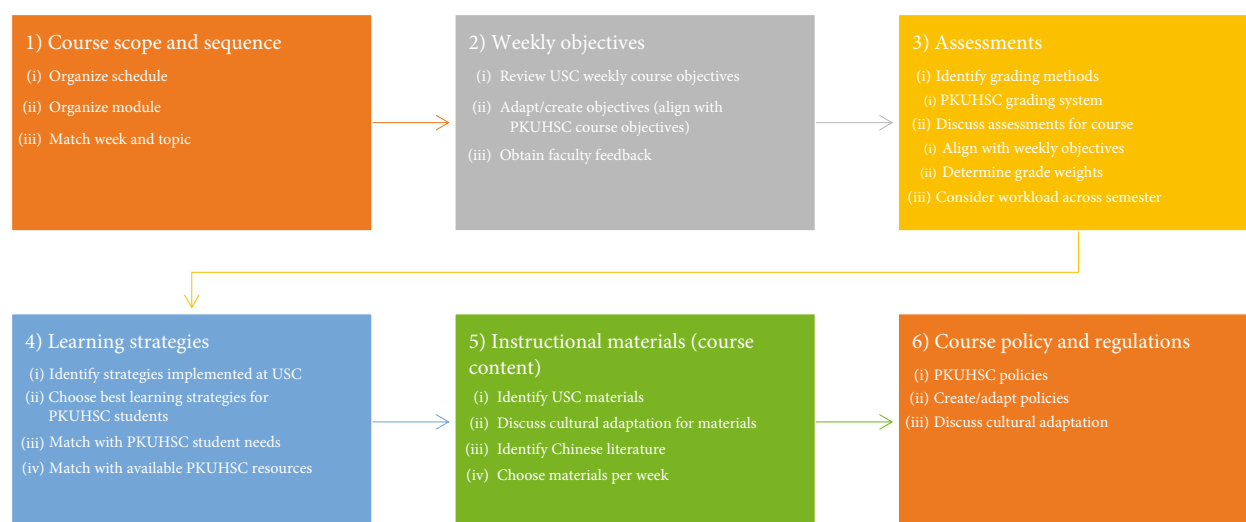 1) Course scope and sequence
(i) Organize schedule
(ii) Organize module
(iii) Match week and topic
2) Weekly objectives
(i) Review USC weekly course objectives
(ii) Adapt/create objectives (align with
PKUHSC course objectives)
(iii) Obtain faculty feedback
3) Assessments
(i) Identify grading methods
(i) PKUHSC grading system
(ii) Discuss assessments for course
(i) Align with weekly objectives
(ii) Determine grade weights
(iii) Consider workload across semester
4) Learning strategies
(i) Identify strategies implemented at USC
(ii) Choose best learning strategies for
PKUHSC students
(iii) Match with PKUHSC student needs
(iv) Match with available PKUHSC resources
5) Instructional materials (course
content)
(i) Identify USC materials
(ii) Discuss cultural adaptation for materials
(iii) Identify Chinese literature
(iv) Choose materials per week
6) Course policy and regulations
(i) PKUHSC policies
(ii) Create/adapt policies
(iii) Discuss cultural adaptation